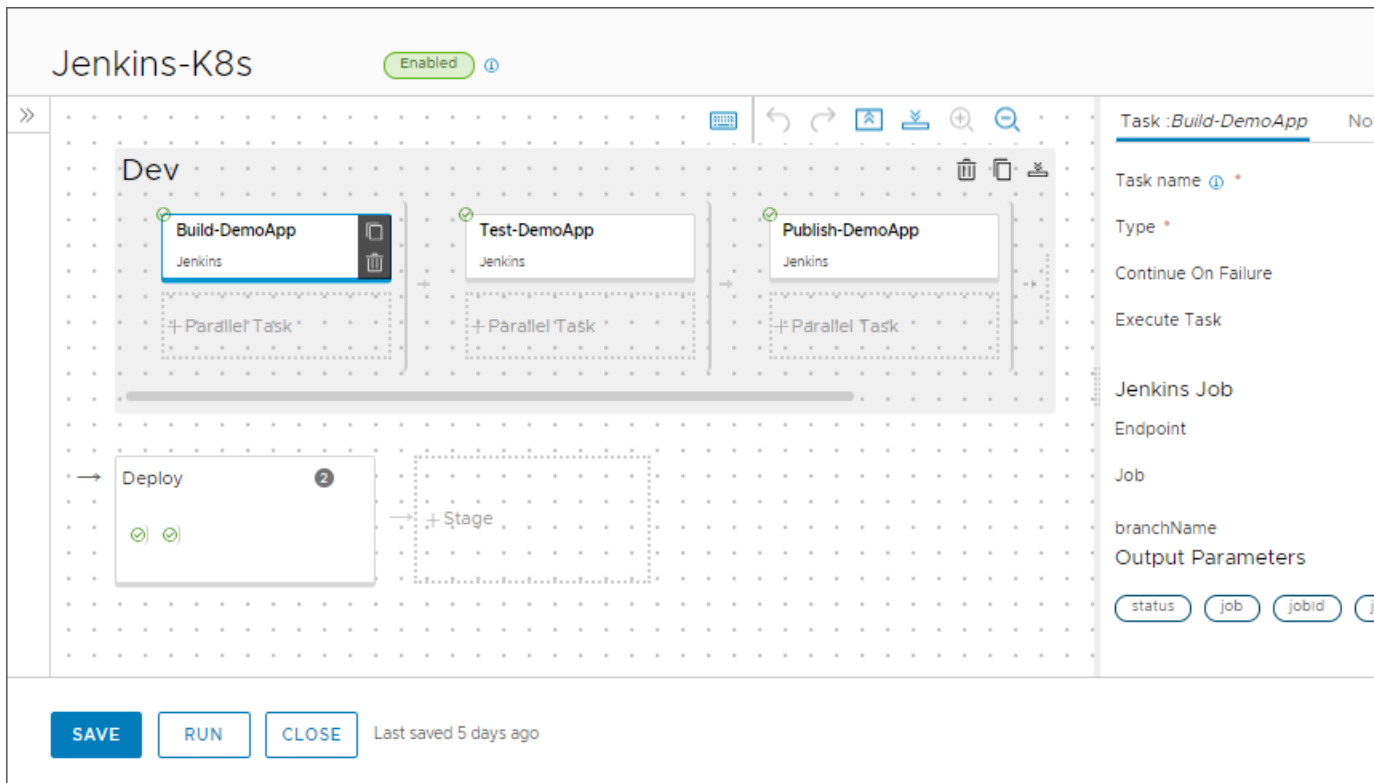 Jenkins-K8s
Enabled
Dev
Build-DemoApp
Jenkins
Test-DemoApp
Jenkins
Publish-DemoApp
Jenkins
+ Parallel Task
+ Parallel Task
+ Parallel Task
Deploy
2
+ Stage
Task :Build-DemoApp
Task name *
Type *
Continue On Failure
Execute Task
Jenkins Job
Endpoint
Job
branchName
Output Parameters
status
job
jobId
SAVE
RUN
CLOSE
Last saved 5 days ago